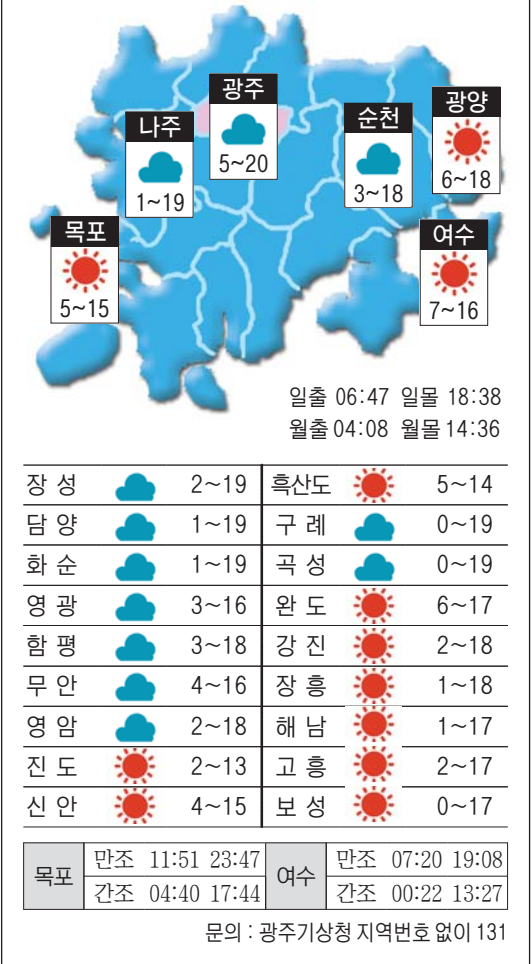 광주
5~20
나주
1~19
순천
3~18
광양
6~18
목포
5~15
여수
7~16
일출 06:47 일몰 18:38
월출 04:08 월몰 14:36
장 성 2~19 흑산도 5~14
담 양 1~19 구 례 0~19
화 순 1~19 곡 성 0~19
영 광 3~16 완 도 6~17
함 평 3~18 강 진 2~18
무 안 4~16 장 흥 1~18
영 암 2~18 해 남 1~17
진 도 2~13 고 흥 2~17
신 안 4~15 보 성 0~17
목포
만조 11:51 23:47
간조 04:40 17:44
여수
만조 07:20 19:08
간조 00:22 13:27
문의 : 광주기상청 지역번호 없이 131